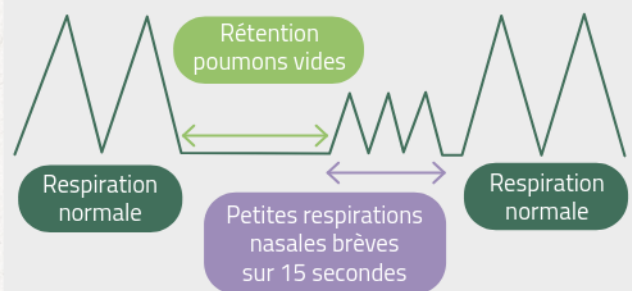 Rétention
poumons vides
Respiration
normale
Petites respirations
nasales brèves
sur 15 secondes
Respiration
normale